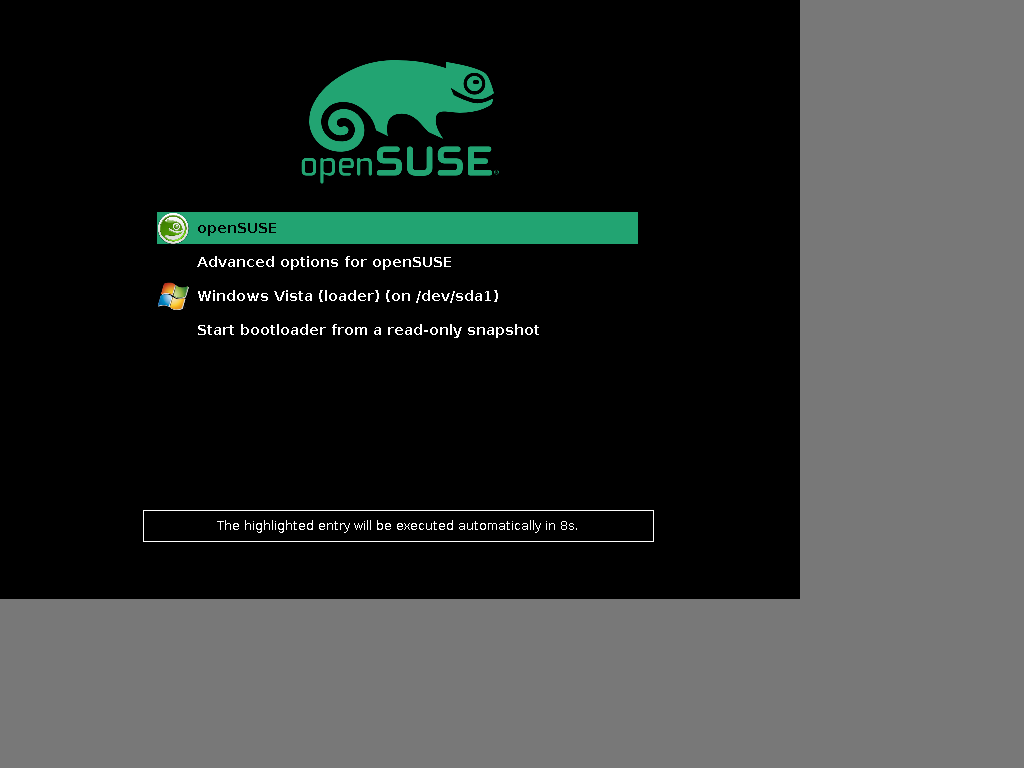 openSUSE
openSUSE
Advanced options for openSUSE
Windows Vista (loader) (on /dev/sda1)
Start bootloader from a read-only snapshot
The highlighted entry will be executed automatically in 8s.